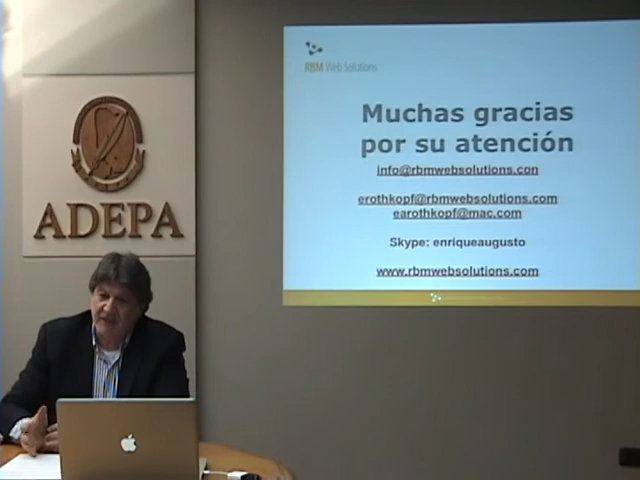 ADEPA
RBM Web Solutions
Muchas gracias
por su atención
info@rbmwebsolutions.con
erothkopf@rbmwebsolutions.com
earothkopf@mac.com
Skype: enriqueaugusto
www.rbmwebsolutions.com